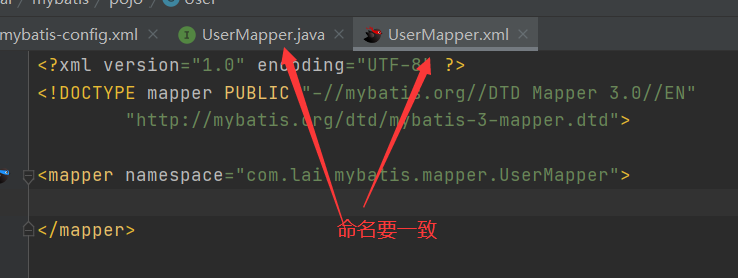 mybatis
pojo
User
mybatis-config.xml
UserMapper.java
UserMapper.xml
<?xml version="1.0" encoding="UTF-8" ?>
<!DOCTYPE mapper PUBLIC "-//mybatis.org//DTD Mapper 3.0//EN"
"http://mybatis.org/dtd/mybatis-3-mapper.dtd">
<mapper namespace="com.lai.mybatis.mapper.UserMapper">
</mapper>
命名要一致